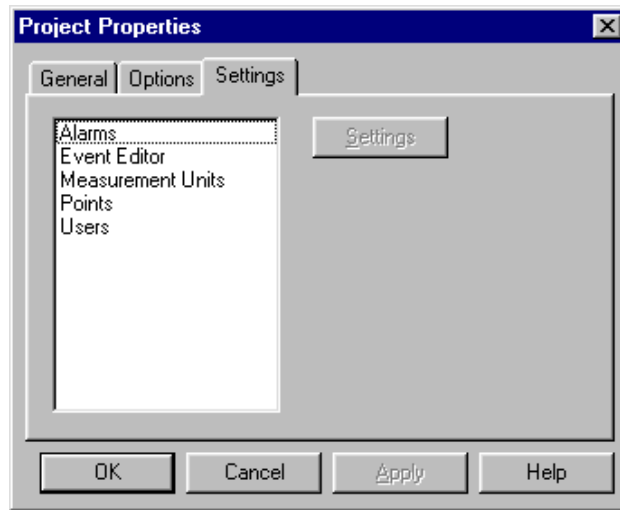 Project Properties
General Options Settings
Alarms
Event Editor
Measurement Units
Points
Users
Settings
OK Cancel Apply Help